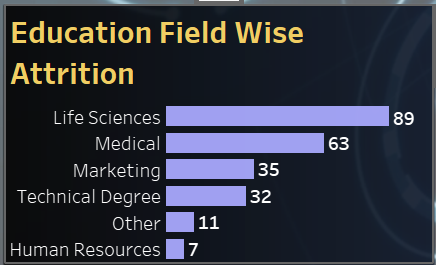 Education Field Wise
Attrition
Life Sciences 89
Medical 63
Marketing 35
Technical Degree 32
Other 11
Human Resources 7